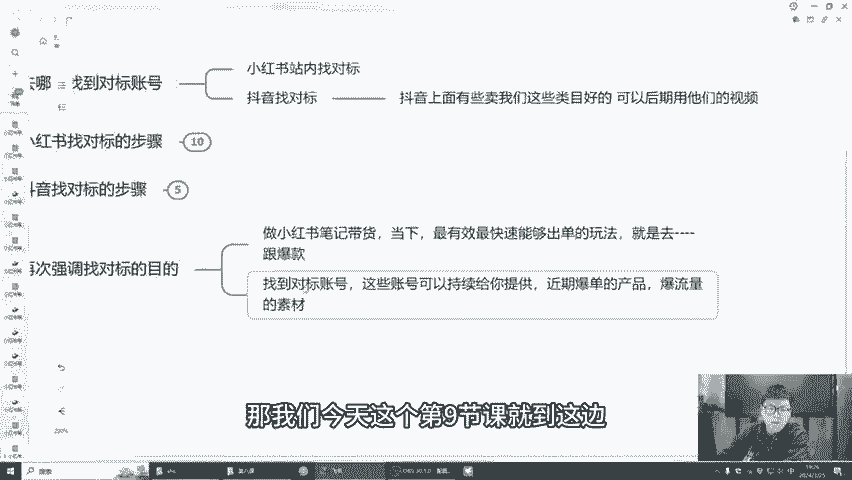 找到对标账号
小红书站内找对标
抖音找对标
抖音上面有些卖我们这些类目好的 可以后期用他们的视频
小红书找对标的步骤
10
抖音找对标的步骤
5
再次强调找对标的目的
做小红书笔记带货，当下，最有效最快速能够出单的玩法，就是去----
跟爆款
找到对标账号，这些账号可以持续给你提供，近期爆单的产品，爆流量
的素材
那我们今天这个第9节课就到这边
搜索
第八课
19:26